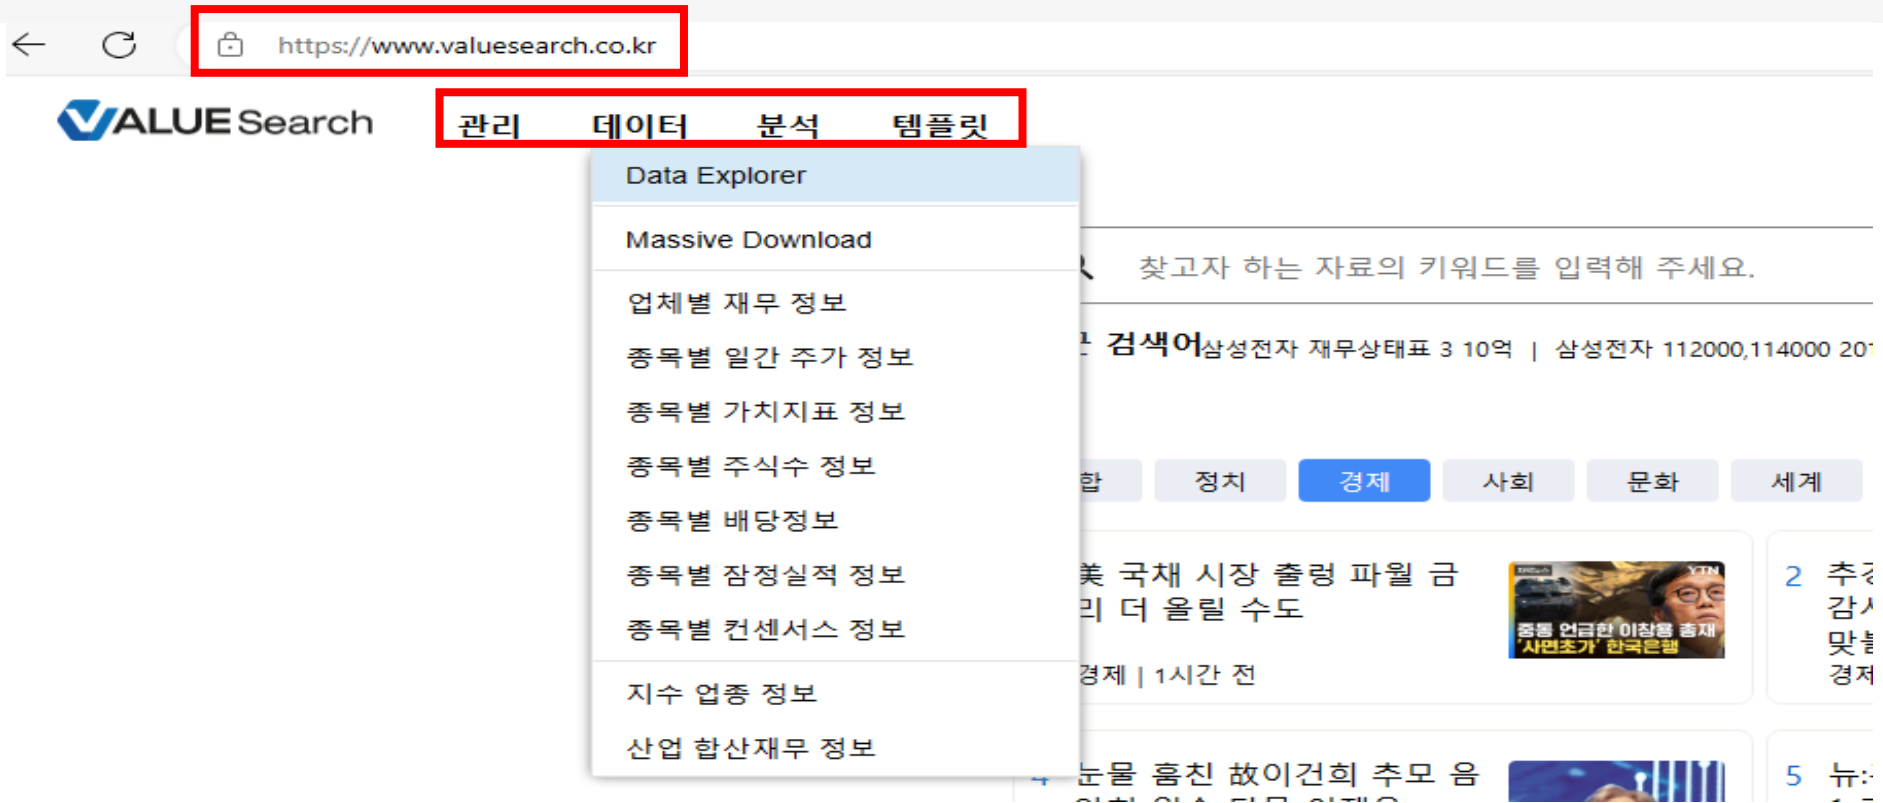 https://www.valuesearch.co.kr
VALUESearch
관리 데이터 분석 템플릿
Data Explorer
Massive Download
업체별 재무 정보
종목별 일간 주가 정보
종목별 가치지표 정보
종목별 주식수 정보
종목별 배당정보
종목별 잠정실적 정보
종목별 컨센서스 정보
지수 업종 정보
산업 합산재무 정보
찾고자 하는 자료의 키워드를 입력해 주세요.
검색어 삼성전자 재무상태표 3 10억 | 삼성전자 112000,114000 201
합 정치 경제 사회 문화 세계
美 국채 시장 출렁 파월 금
리 더 올릴 수도
경제 | 1시간 전
YTN
중동 언급한 이창용 총재
'사면초가' 한국은행
2
경제
4 눈물 훔친 故이건희 추모 음
5